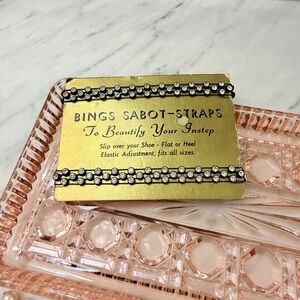 BINGS SABOT-STRAPS
To Beautify Your Instep
Slip over your Shoe - Flat or Heel
Elastic Adjustment, fits all sizes.